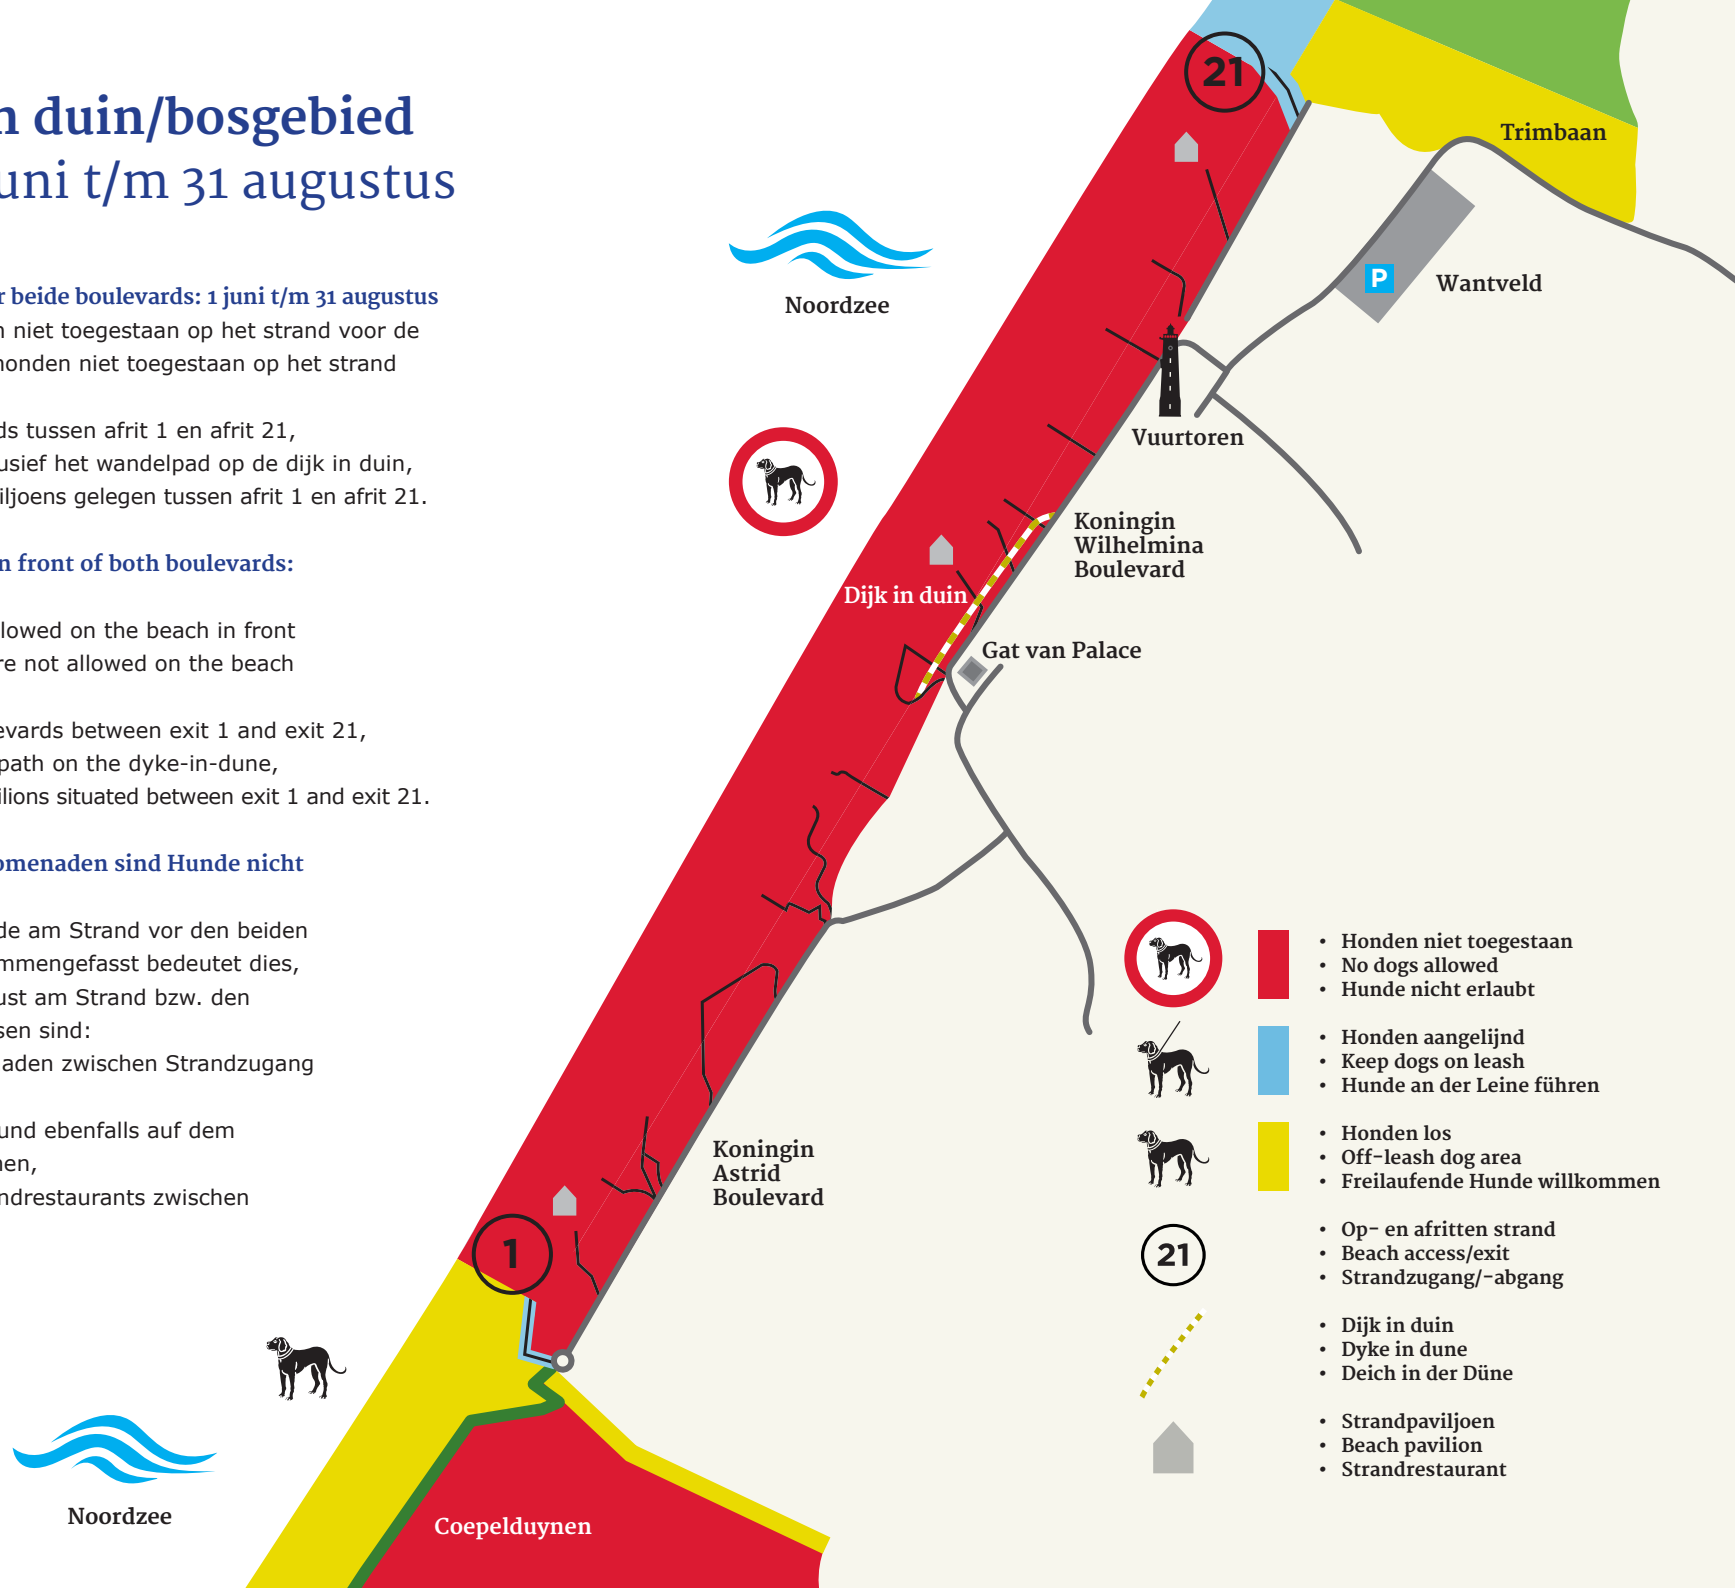 n duin/bosgebied
uni t/m 31 augustus
r beide boulevards: 1 juni t/m 31 augustus
n niet toegestaan op het strand voor de
honden niet toegestaan op het strand
ds tussen afrit 1 en afrit 21,
usief het wandelpad op de dijk in duin,
iljoens gelegen tussen afrit 1 en afrit 21.
n front of both boulevards:
llowed on the beach in front
re not allowed on the beach
evards between exit 1 and exit 21,
path on the dyke-in-dune,
ilions situated between exit 1 and exit 21.
omenaden sind Hunde nicht
de am Strand vor den beiden
mmengefasst bedeutet dies,
ust am Strand bzw. den
sen sind:
aden zwischen Strandzugang
und ebenfalls auf dem
nen,
ndrestaurants zwischen
21
Trimbaan
P
Wantveld
Noordzee
Vuurtoren
Koningin
Wilhelmina
Boulevard
Dijk in duin
Gat van Palace
Koningin
Astrid
Boulevard
1
Noordzee
Coepelduynen
• Honden niet toegestaan
• No dogs allowed
• Hunde nicht erlaubt
• Honden aangelijnd
• Keep dogs on leash
• Hunde an der Leine führen
• Honden los
• Off-leash dog area
• Freilaufende Hunde willkommen
21
• Op- en afritten strand
• Beach access/exit
• Strandzugang/-abgang
• Dijk in duin
• Dyke in dune
• Deich in der Düne
• Strandpaviljoen
• Beach pavilion
• Strandrestaurant